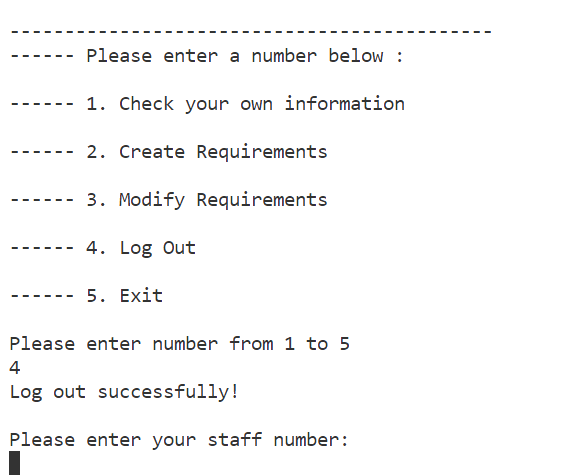 --------------------------------------------
------ Please enter a number below :
------ 1. Check your own information
------ 2. Create Requirements
------ 3. Modify Requirements
------ 4. Log Out
------ 5. Exit
Please enter number from 1 to 5
4
Log out successfully!
Please enter your staff number: